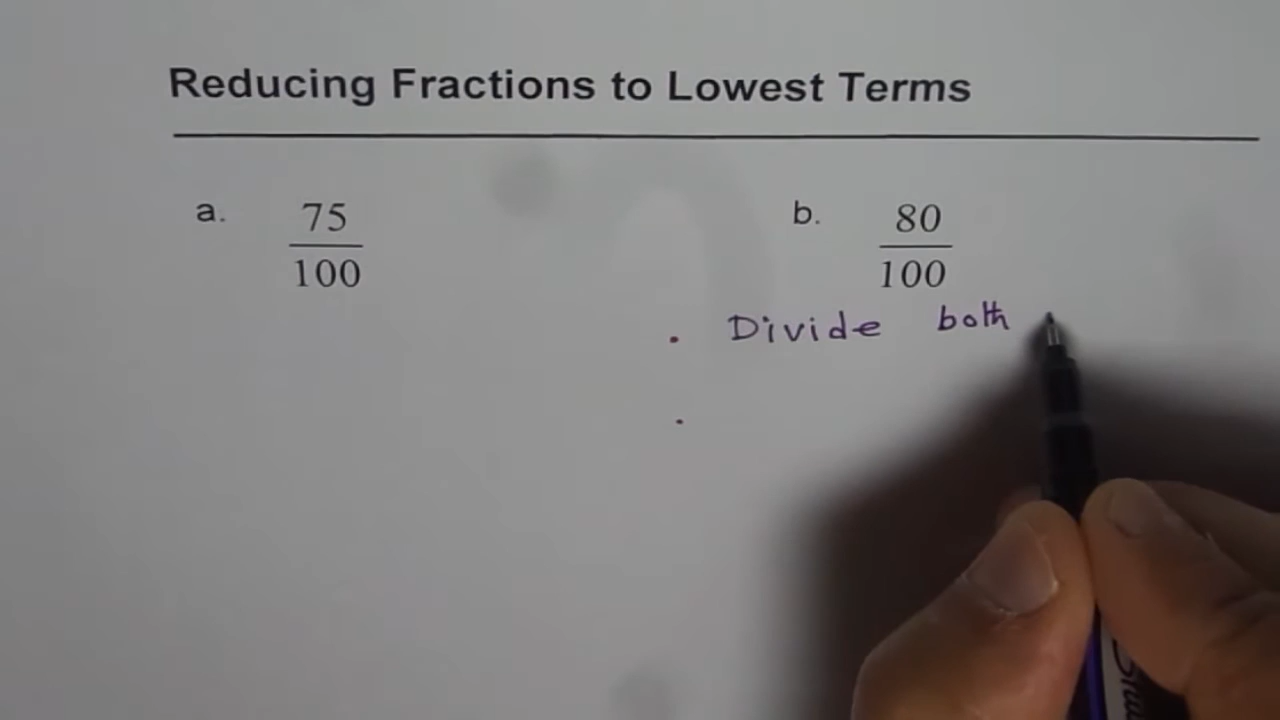 Reducing Fractions to Lowest Terms
a. 75/100
b. 80/100
. Divide both
.